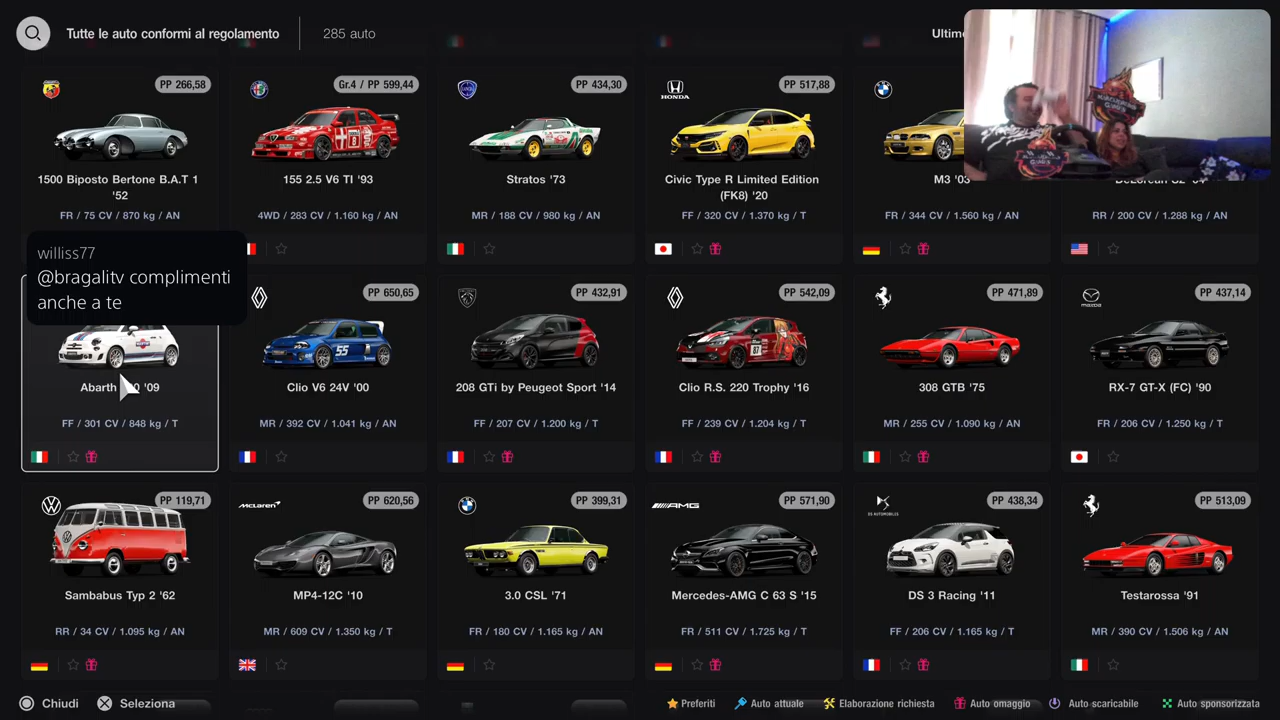 Tutte le auto conformi al regolamento
285 auto
PP 266,58
Gr.4 / PP 599,44
PP 434,30
HONDA
PP 517,88
1500 Biposto Bertone B.A.T 1
'52
155 2.5 V6 TI '93
Stratos '73
Civic Type R Limited Edition
(FK8) '20
M3 '03
FR / 75 CV / 870 kg / AN
4WD / 283 CV / 1.160 kg / AN
MR / 188 CV / 980 kg / AN
FF / 320 CV / 1.370 kg / T
FR / 344 CV / 1.560 kg / AN
RR / 200 CV / 1.288 kg / AN
williss77
@bragalitv complimenti
anche a te
PP 650,65
PP 432,91
PP 542,09
PP 471,89
mazda
PP 437,14
Abarth
'09
Clio V6 24V '00
208 GTi by Peugeot Sport '14
Clio R.S. 220 Trophy '16
308 GTB '75
RX-7 GT-X (FC) '90
FF / 301 CV / 848 kg / T
MR / 392 CV / 1.041 kg / AN
FF / 207 CV / 1.200 kg / T
FF / 239 CV / 1.204 kg / T
MR / 255 CV / 1.090 kg / AN
FR / 206 CV / 1.250 kg / T
PP 119,71
McLaren
PP 620,56
PP 399,31
AMG
PP 571,90
DS AUTOMOBILES
PP 438,34
PP 513,09
Sambabus Typ 2 '62
MP4-12C '10
3.0 CSL '71
Mercedes-AMG C 63 S '15
DS 3 Racing '11
Testarossa '91
RR / 34 CV / 1.095 kg / AN
MR / 609 CV / 1.350 kg / T
FR / 180 CV / 1.165 kg / AN
FR / 511 CV / 1.725 kg / T
FF / 206 CV / 1.165 kg / T
MR / 390 CV / 1.506 kg / AN
Chiudi
Seleziona
Preferiti
Auto attuale
Elaborazione richiesta
Auto omaggio
Auto scaricabile
Auto sponsorizzata